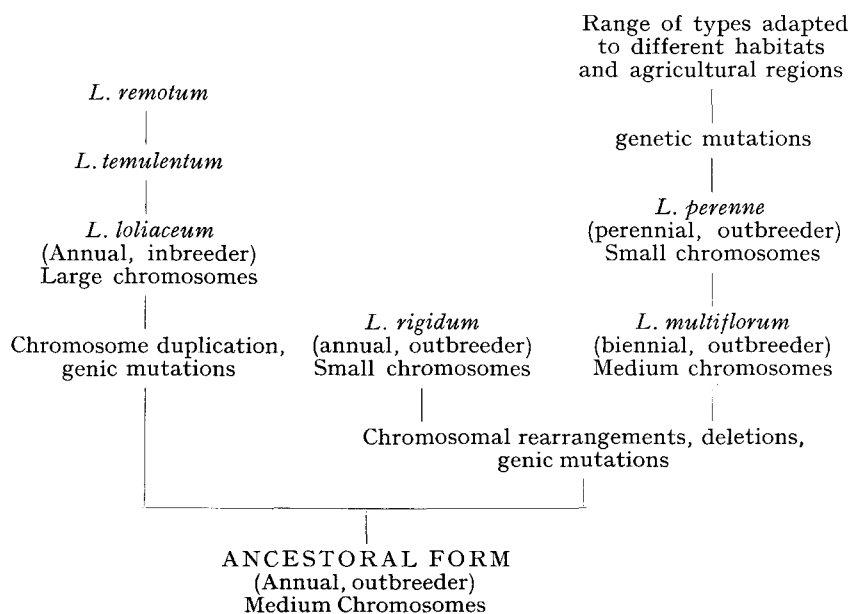 Range of types adapted
to different habitats
and agricultural regions
genetic mutations
L. perenne
(perennial, outbreeder)
Small chromosomes
L. multiflorum
(biennial, outbreeder)
Medium chromosomes
L. remotum
L. temulentum
L. loliaceum
(Annual, inbreeder)
Large chromosomes
Chromosome duplication,
genic mutations
L. rigidum
(annual, outbreeder)
Small chromosomes
Chromosomal rearrangements, deletions,
genic mutations
ANCESTORAL FORM
(Annual, outbreeder)
Medium Chromosomes